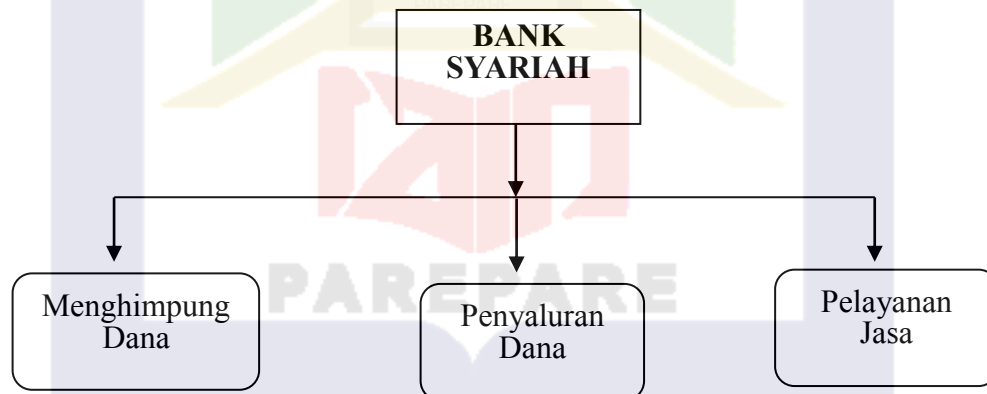 BANK
SYARIAH
Menghimpung
Dana
Penyaluran
Dana
Pelayanan
Jasa
PAREPARE